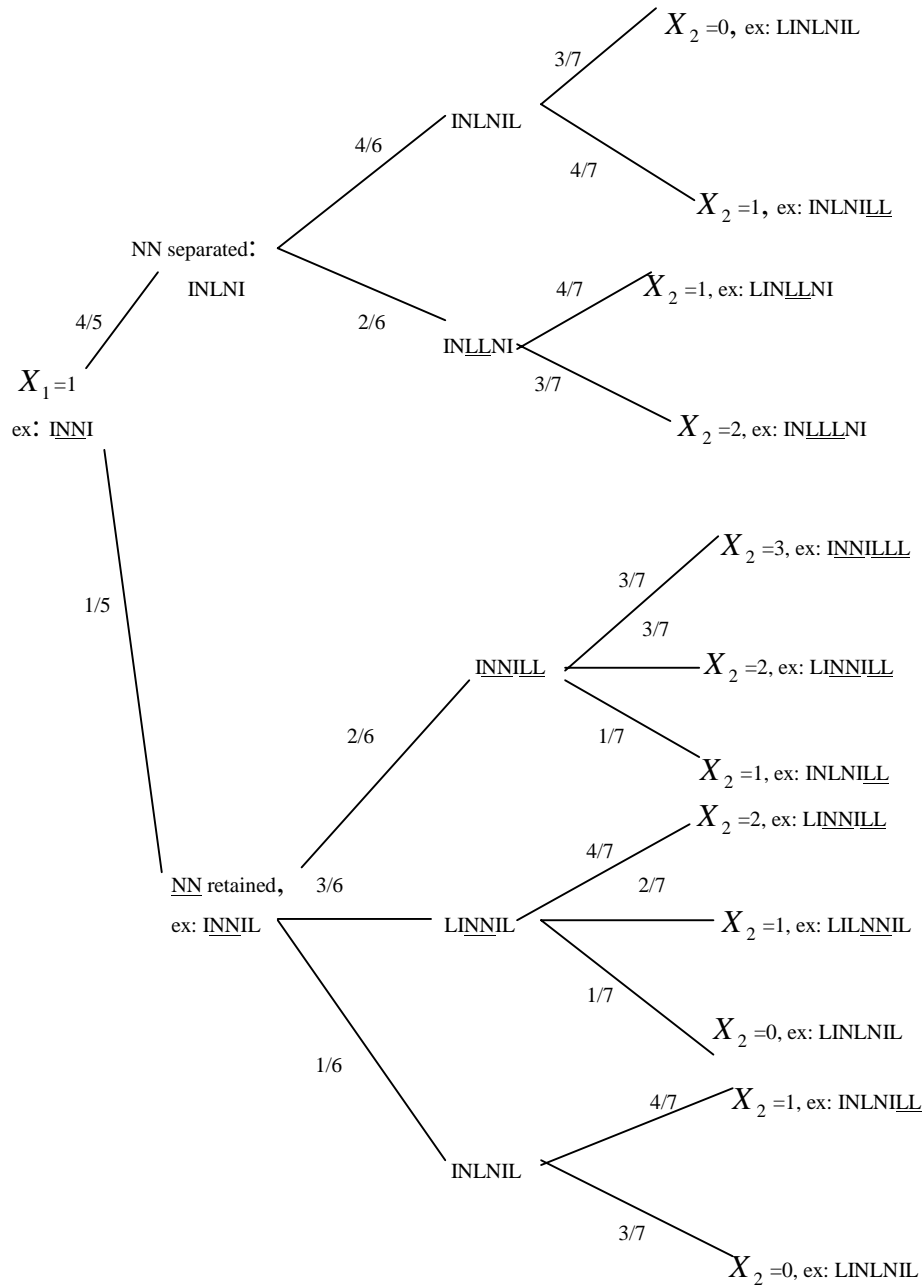 X₂ =0, ex: LINLNIL
3/7
INLNIL
4/6
4/7
X₂ =1, ex: INLNILL
NN separated:
INLNI
4/7
X₂ =1, ex: LINLLNI
4/5
2/6
INLLNI
3/7
X₁ =1
ex: INNI
X₂ =2, ex: INLLLNI
X₂ =3, ex: INNILLL
3/7
1/5
3/7
INNILL
X₂ =2, ex: LINNILL
2/6
1/7
X₂ =1, ex: INLNILL
X₂ =2, ex: LINNILL
4/7
NN retained,
3/6
2/7
ex: INNIL
LINNIL
X₂ =1, ex: LILNNIL
1/7
X₂ =0, ex: LINLNIL
1/6
4/7
X₂ =1, ex: INLNILL
INLNIL
3/7
X₂ =0, ex: LINLNIL